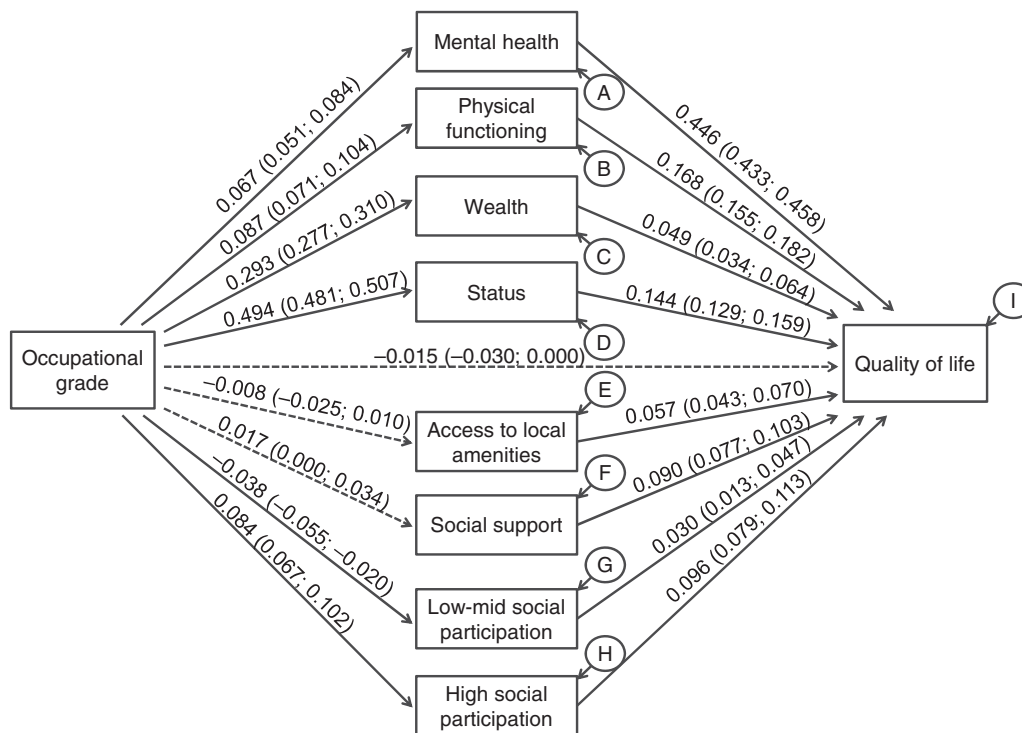 Mental health
A
Physical
functioning
B
Wealth
C
Status
D
Occupational
grade
E
Access to local
amenities
F
Social support
G
Low-mid social
participation
H
High social
participation
I
Quality of life
0.067 (0.051; 0.084)
0.087 (0.071; 0.104)
0.293 (0.277; 0.310)
0.494 (0.481; 0.507)
–0.015 (–0.030; 0.000)
–0.008 (–0.025; 0.010)
0.017 (0.000; 0.034)
–0.038 (–0.055; –0.020)
0.084 (0.067; 0.102)
0.446 (0.433; 0.458)
0.168 (0.155; 0.182)
0.049 (0.034; 0.064)
0.144 (0.129; 0.159)
0.057 (0.043; 0.070)
0.090 (0.077; 0.103)
0.030 (0.013; 0.047)
0.096 (0.079; 0.113)